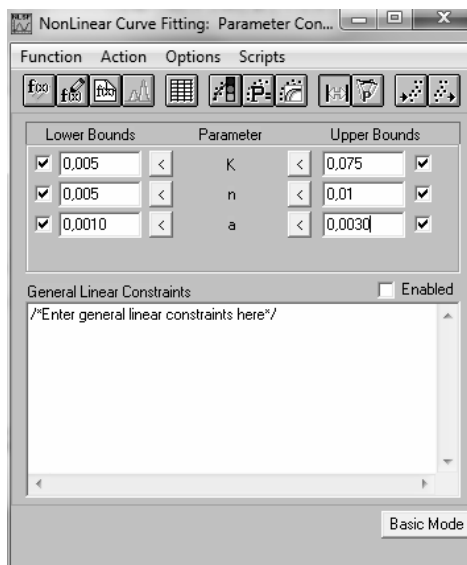 NonLinear Curve Fitting: Parameter Con...
Function Action Options Scripts
Lower Bounds Parameter Upper Bounds
0,005 < K < 0,075
0,005 < n < 0,01
0,0010 < a < 0,0030
General Linear Constraints Enabled
/*Enter general linear constraints here*/
Basic Mode